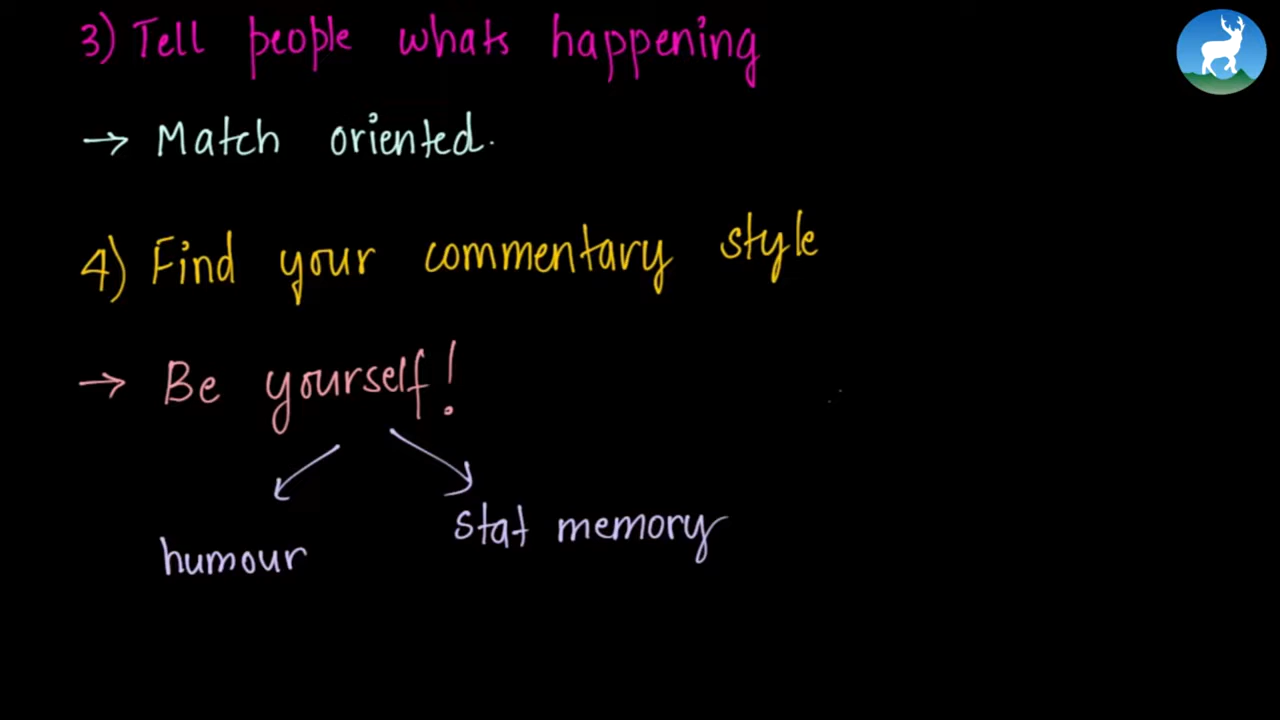 3) Tell people whats happening
→ Match oriented.
4) Find your commentary style
→ Be yourself!
humour
stat memory